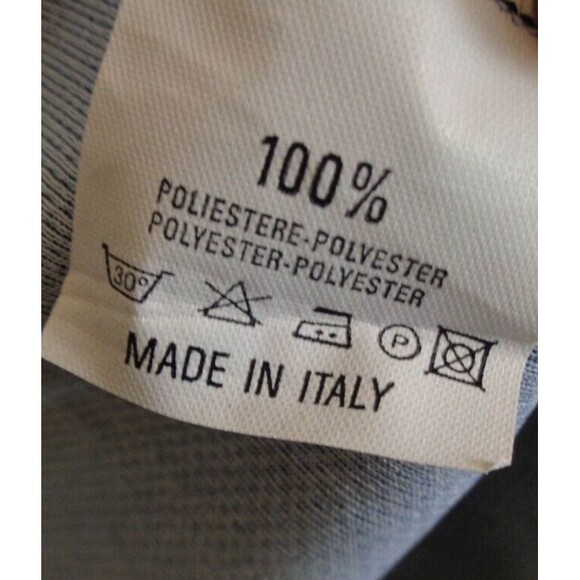 100%
POLIESTERE-POLYESTER
POLYESTER-POLYESTER
30° P
MADE IN ITALY